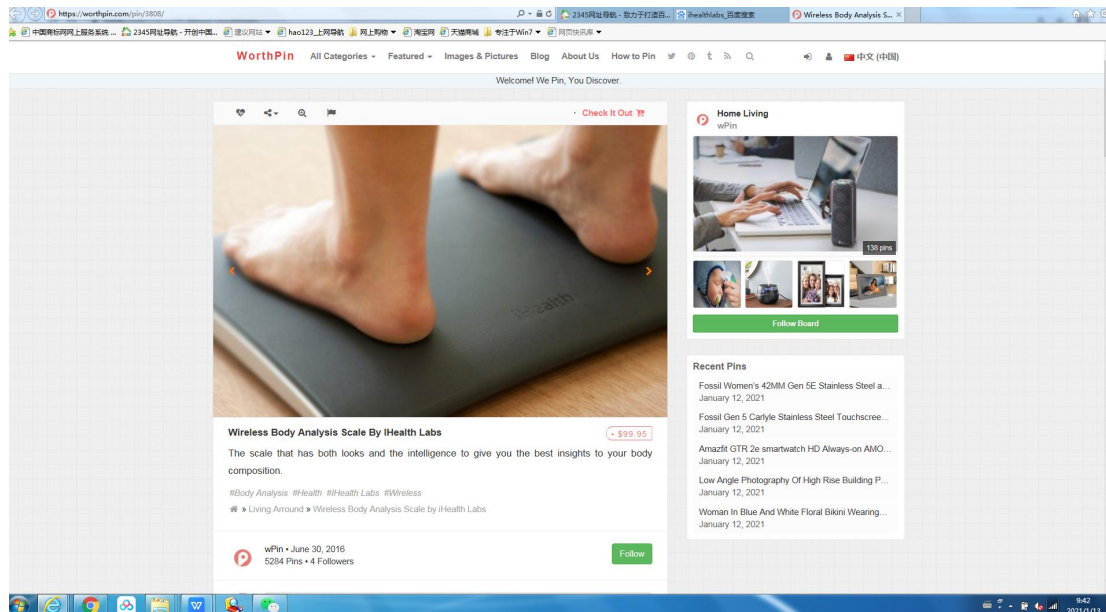 https://worthpin.com/pin/3808/
2345网址导航 - 致力于打造百...
ihealthlabs_百度搜索
Wireless Body Analysis S...
中国商标网网上服务系统 ...
2345网址导航 - 开创中国...
建议网站
hao123_上网导航
网上购物
淘宝网
天猫商城
专注于Win7
网页快讯库
WorthPin
All Categories
Featured
Images & Pictures
Blog
About Us
How to Pin
中文 (中国)
Welcome! We Pin, You Discover.
· Check It Out
iHealth
Wireless Body Analysis Scale By IHealth Labs
· $99.95
The scale that has both looks and the intelligence to give you the best insights to your body
composition.
#Body Analysis #Health #IHealth Labs #Wireless
» Living Arround » Wireless Body Analysis Scale by iHealth Labs
wPin • June 30, 2016
5284 Pins • 4 Followers
Follow
Home Living
wPin
138 pins
Follow Board
Recent Pins
Fossil Women's 42MM Gen 5E Stainless Steel a...
January 12, 2021
Fossil Gen 5 Carlyle Stainless Steel Touchscree...
January 12, 2021
Amazfit GTR 2e smartwatch HD Always-on AMO...
January 12, 2021
Low Angle Photography Of High Rise Building P...
January 12, 2021
Woman In Blue And White Floral Bikini Wearing...
January 12, 2021
9:42
2021/1/13